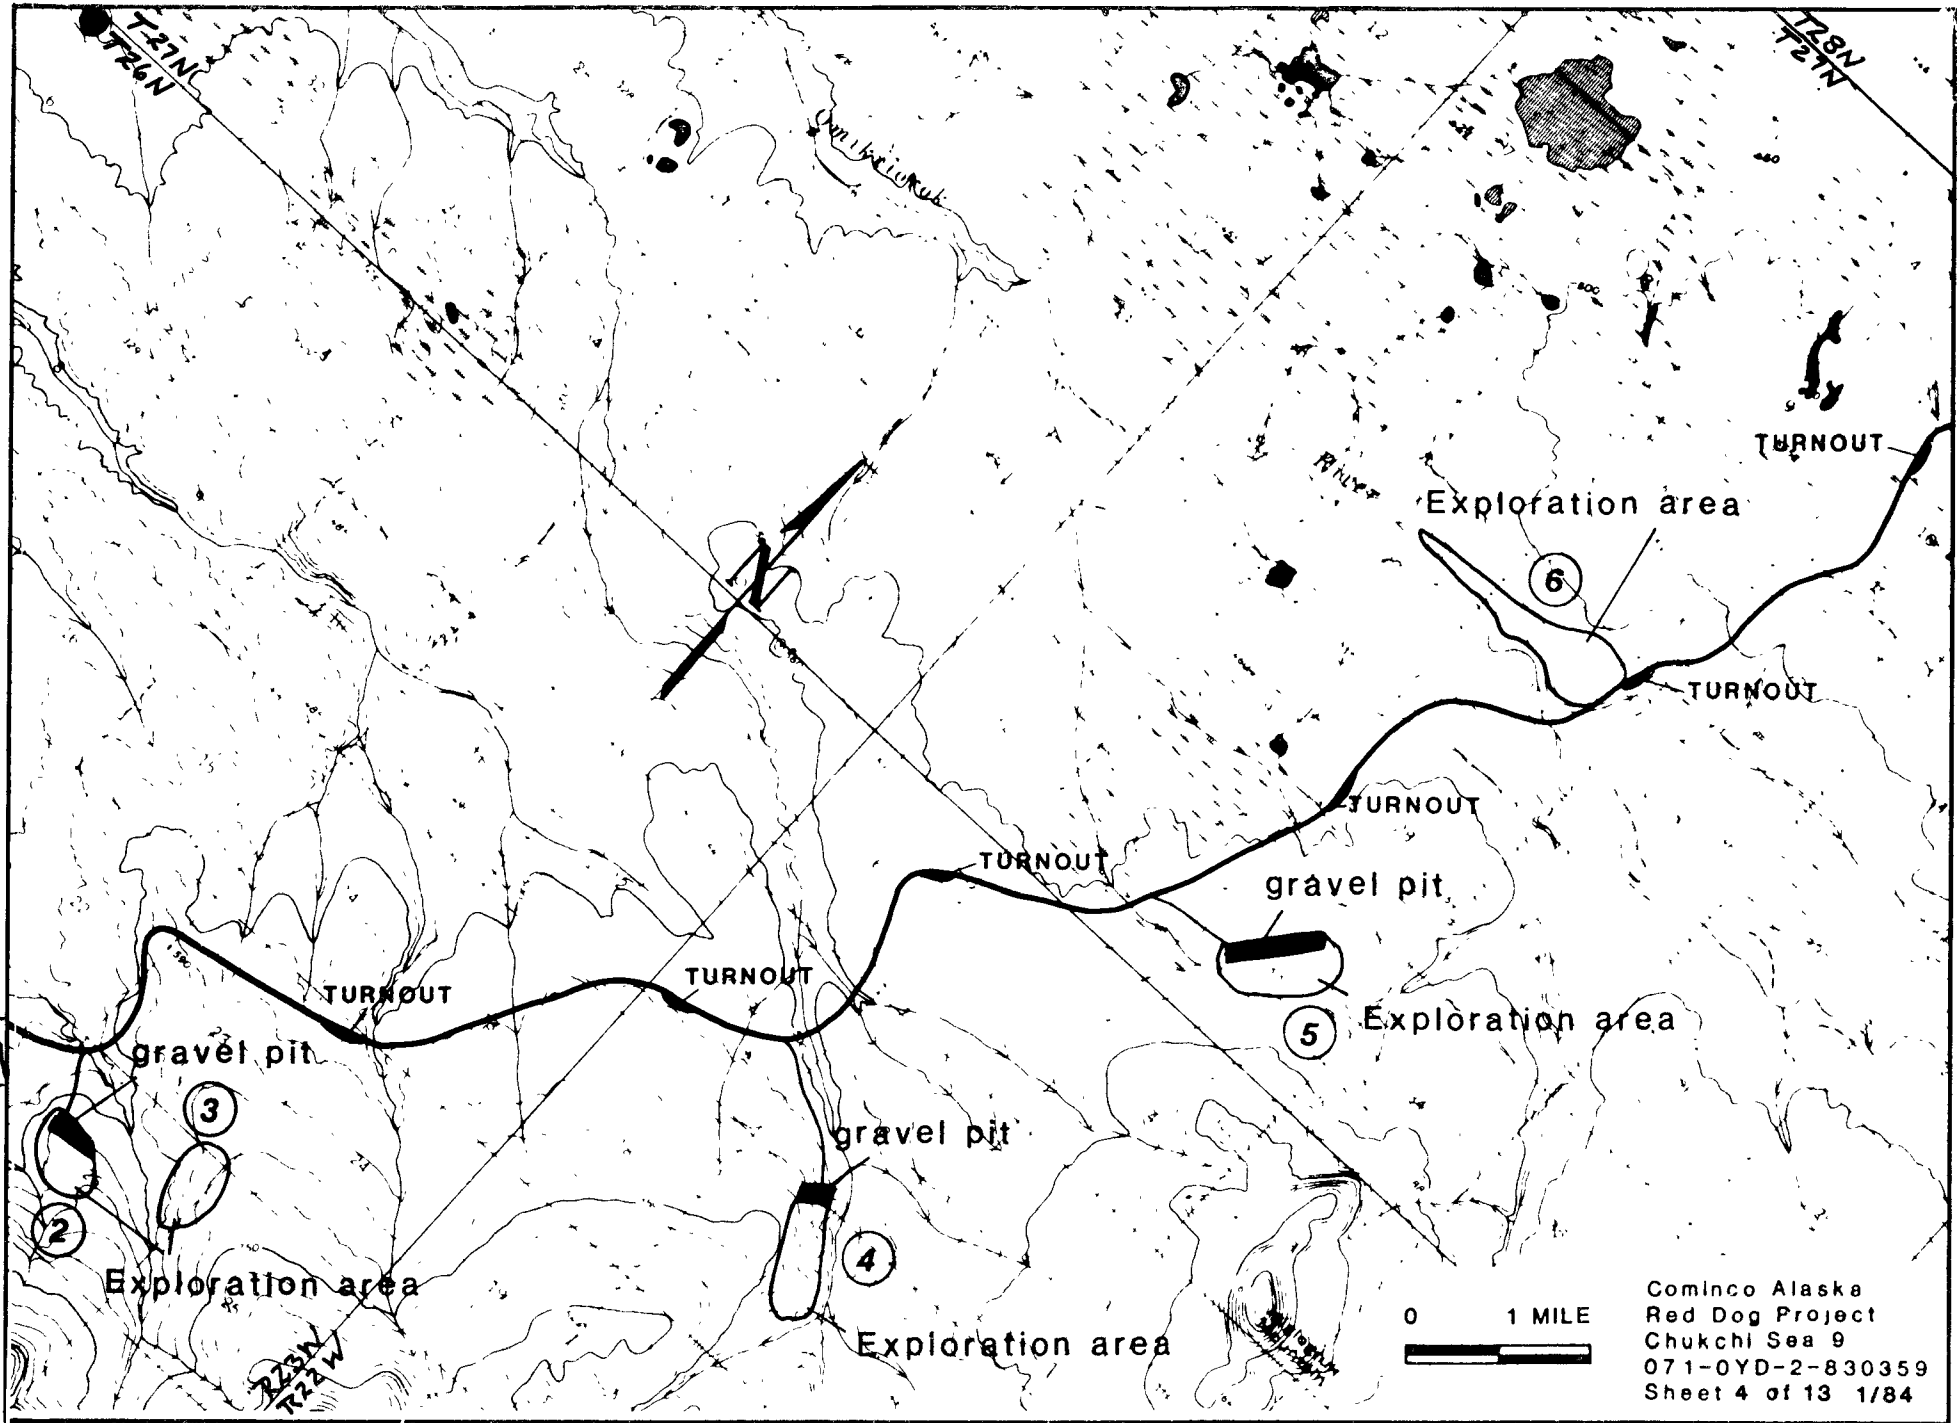 T27N
T26N
T28N
T27N
TURNOUT
River
Exploration area
6
TURNOUT
N
TURNOUT
TURNOUT
gravel pit
TURNOUT
TURNOUT
5
Exploration area
gravel pit
3
gravel pit
2
4
Exploration area
Exploration area
R23W
R22W
0 1 MILE
Cominco Alaska
Red Dog Project
Chukchi Sea 9
071-OYD-2-830359
Sheet 4 of 13 1/84